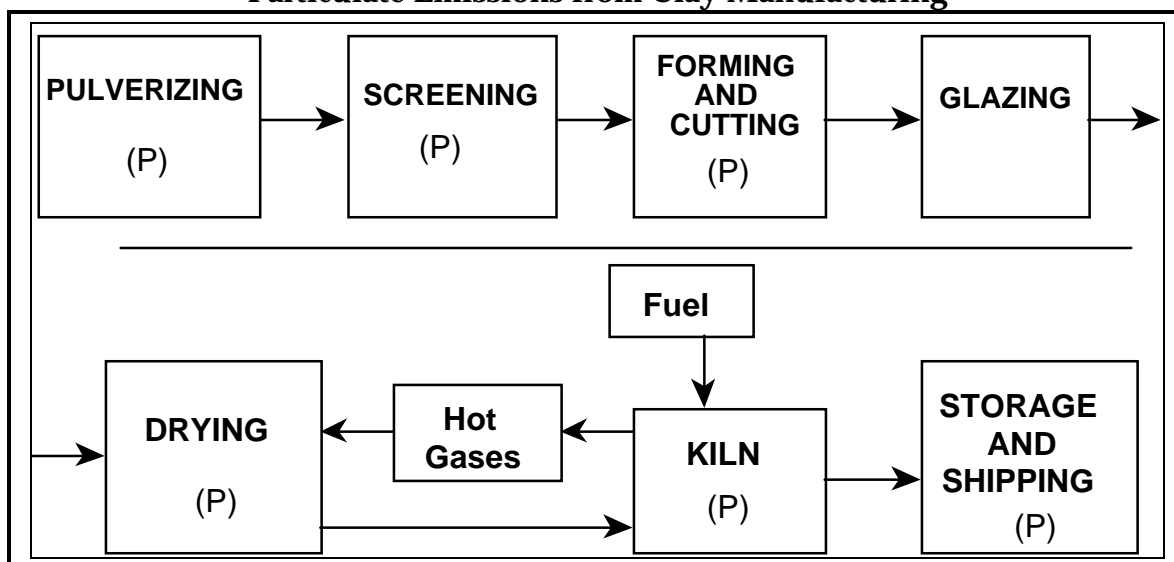 Particulate Emissions from Clay Manufacturing
PULVERIZING
(P)
SCREENING
(P)
FORMING
AND
CUTTING
(P)
GLAZING
Fuel
DRYING
(P)
Hot
Gases
KILN
(P)
STORAGE
AND
SHIPPING
(P)